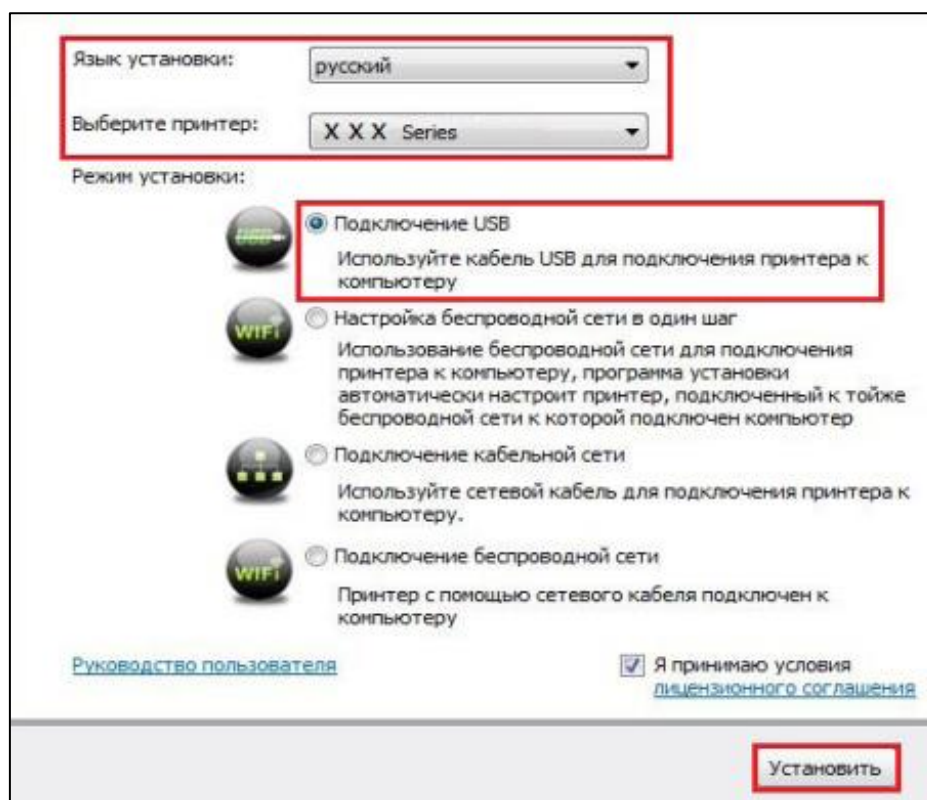 Язык установки: русский
Выберите принтер: X X X Series
Режим установки:
USB
Подключение USB
Используйте кабель USB для подключения принтера к
компьютеру
WiFi
Настройка беспроводной сети в один шаг
Использование беспроводной сети для подключения
принтера к компьютеру, программа установки
автоматически настроит принтер, подключенный к тойже
беспроводной сети к которой подключен компьютер
Подключение кабельной сети
Используйте сетевой кабель для подключения принтера к
компьютеру.
WiFi
Подключение беспроводной сети
Принтер с помощью сетевого кабеля подключен к
компьютеру
Руководство пользователя
Я принимаю условия
лицензионного соглашения
Установить